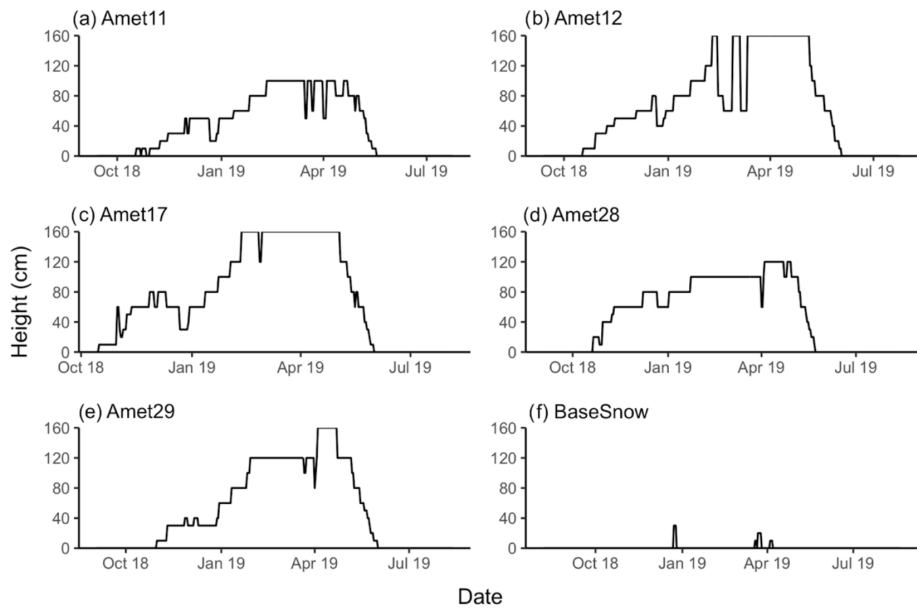 (a) Amet11
160
120
80
40
0
Oct 18 Jan 19 Apr 19 Jul 19
(b) Amet12
160
120
80
40
0
Oct 18 Jan 19 Apr 19 Jul 19
(c) Amet17
160
120
80
40
0
Oct 18 Jan 19 Apr 19 Jul 19
(d) Amet28
160
120
80
40
0
Oct 18 Jan 19 Apr 19 Jul 19
Height (cm)
(e) Amet29
160
120
80
40
0
Oct 18 Jan 19 Apr 19 Jul 19
(f) BaseSnow
160
120
80
40
0
Oct 18 Jan 19 Apr 19 Jul 19
Date